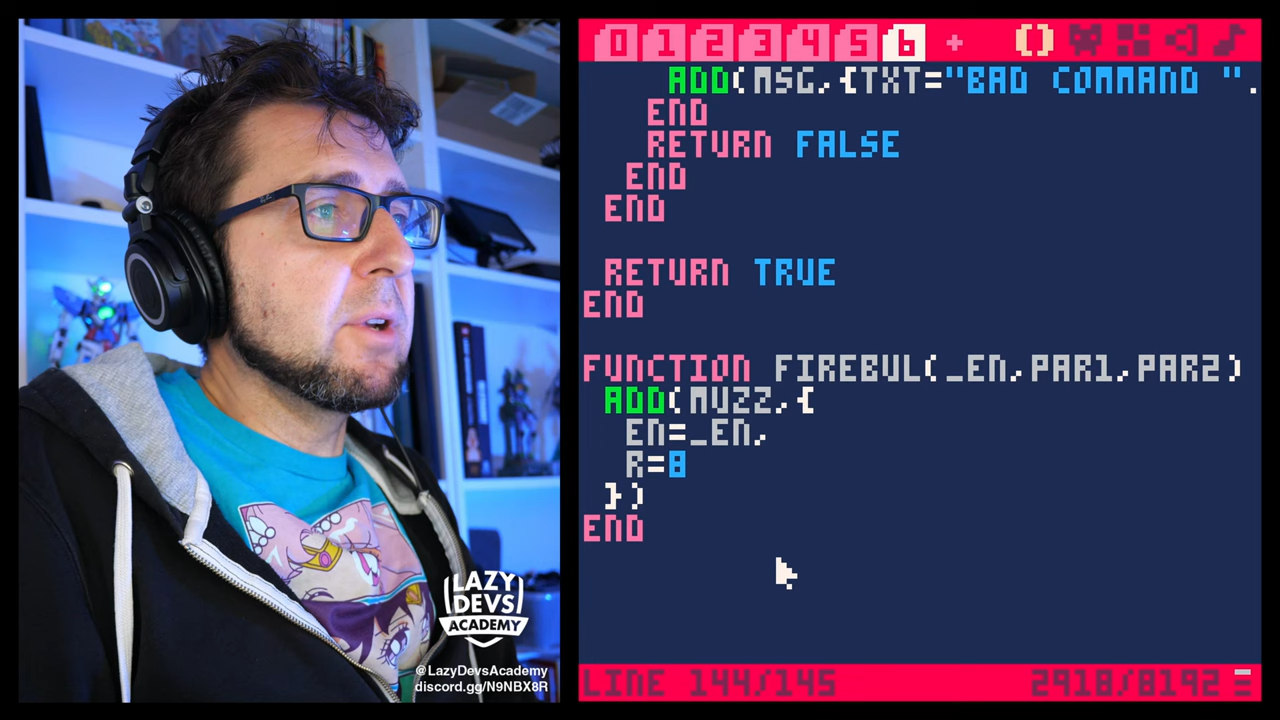 0 1 2 3 4 5 6 + ()
ADD(MSG,{TXT="BAD COMMAND ".
END
RETURN FALSE
END
END
RETURN TRUE
END
FUNCTION FIREBUL(_EN,PAR1,PAR2)
ADD(MUZZ,{
EN=_EN,
R=8
})
END
LINE 144/145
2918/8192
LAZY
DEVS
ACADEMY
@LazyDevsAcademy
discord.gg/N9NBX8R